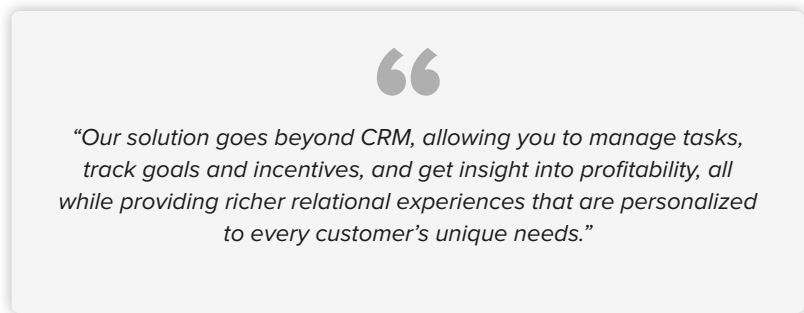 “
“Our solution goes beyond CRM, allowing you to manage tasks,
track goals and incentives, and get insight into profitability, all
while providing richer relational experiences that are personalized
to every customer’s unique needs.”